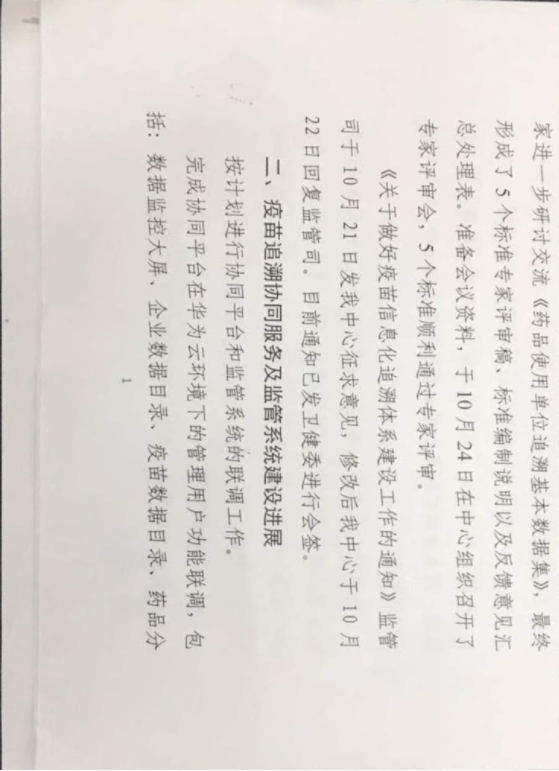 家进一步研讨交流《药品使用单位追溯基本数据集》，最终
形成了 5 个标准专家评审稿、标准编制说明以及反馈意见汇
总处理表。准备会议资料，于 10 月 24 日在中心组织召开了
专家评审会，5 个标准顺利通过专家评审。
《关于做好疫苗信息化追溯体系建设工作的通知》监管
司于 10 月 21 日发我中心征求意见，修改后我中心于 10 月
22 日回复监管司。目前通知已发卫健委进行会签。
二、疫苗追溯协同服务及监管系统建设进展
按计划进行协同平台和监管系统的联调工作。
完成协同平台在华为云环境下的管理用户功能联调，包
括：数据监控大屏、企业数据目录、疫苗数据目录、药品分
1